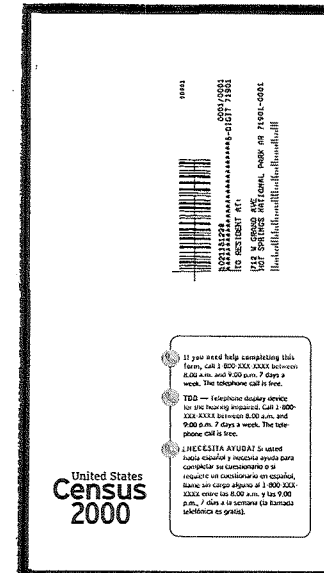 10001
0001/0001
*********************5-DIGIT 71901
TO RESIDENT AT:
712 W GRAND AVE
HOT SPRINGS NATIONAL PARK AR 71901-0001
If you need help completing this
form, call 1-800-XXX-XXXX between
8:00 a.m. and 9:00 p.m. 7 days a
week. The telephone call is free.
TDD — Telephone display device
for the hearing impaired. Call 1-800-
XXX-XXXX between 8:00 a.m. and
9:00 p.m. 7 days a week. The tele-
phone call is free.
¿NECESITA AYUDA? Si usted
habla español y necesita ayuda para
completar su cuestionario o si
requiere un cuestionario en español,
llame sin cargo alguno al 1-800-XXX-
XXXX entre las 8:00 a.m. y las 9:00
p.m., 7 días a la semana (la llamada
telefónica es gratis).
United States
Census
2000